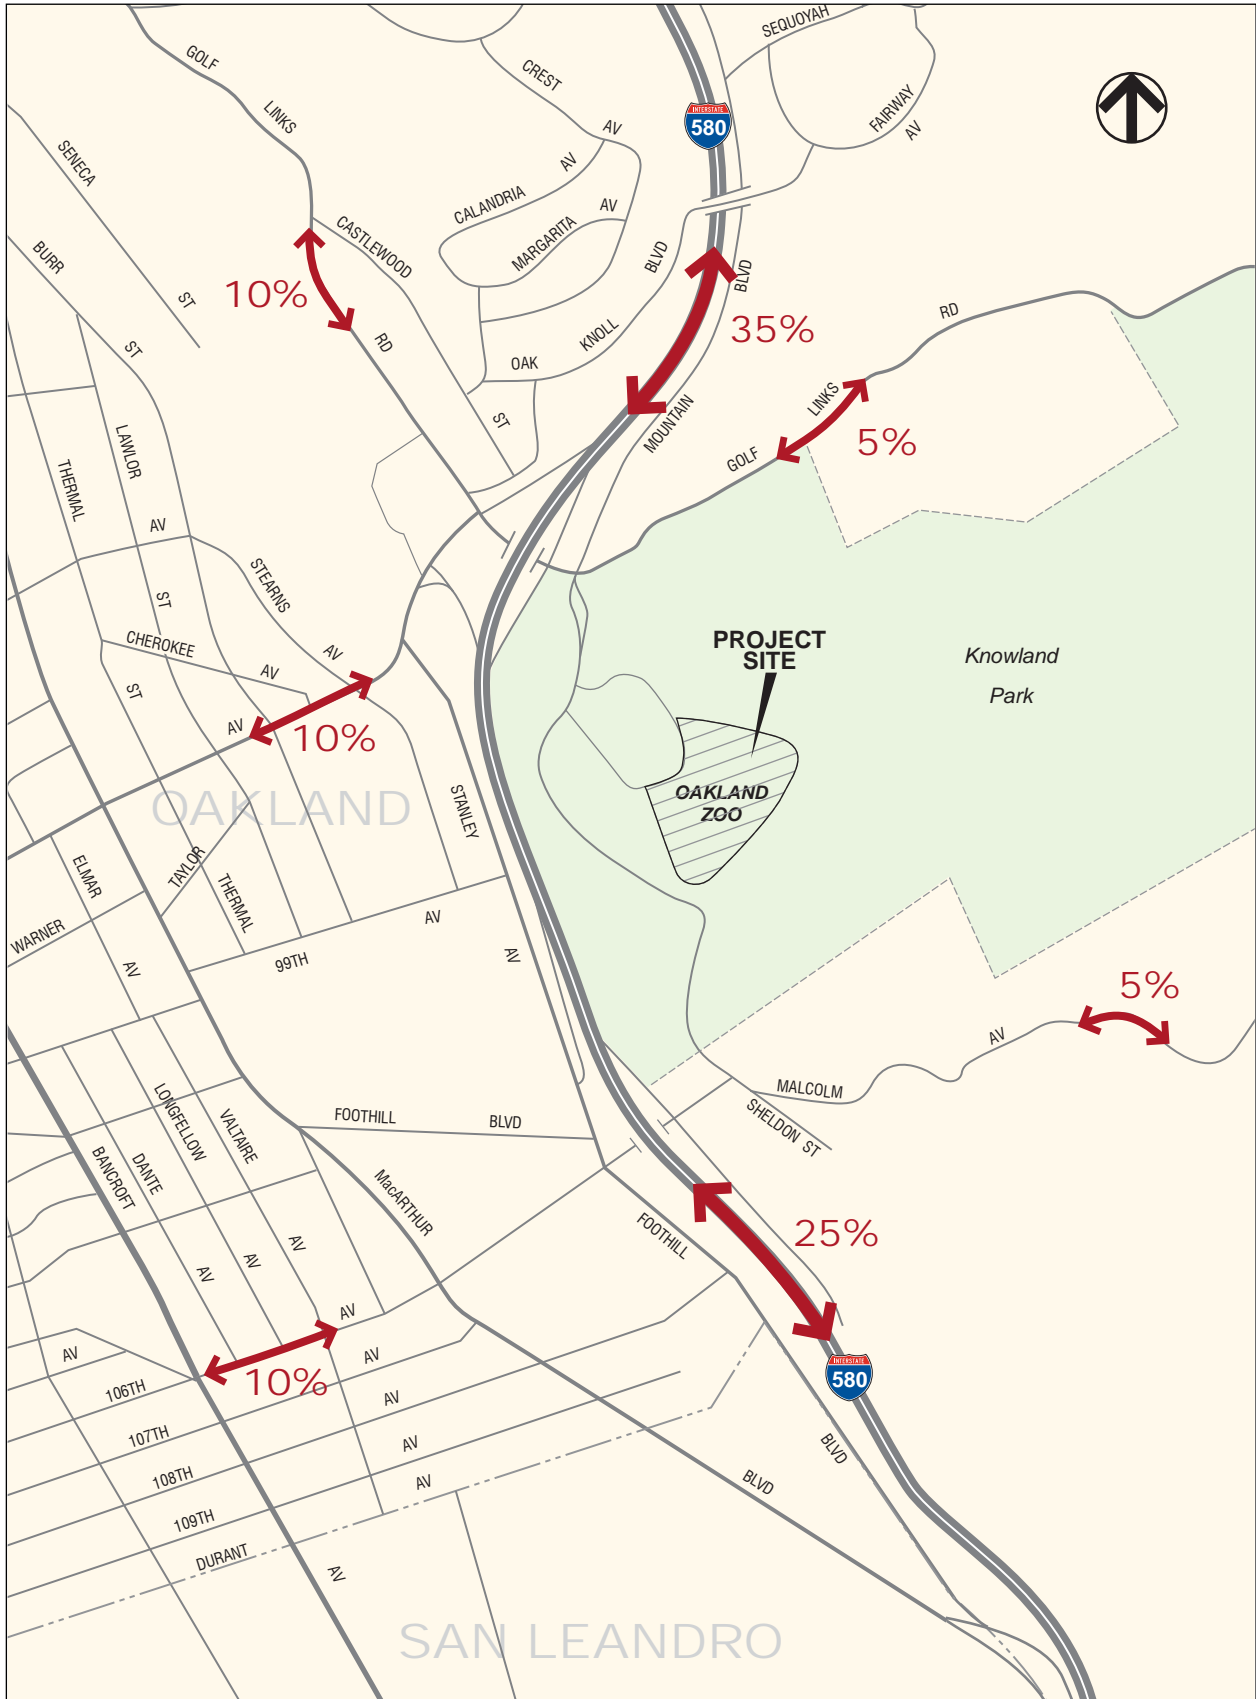 SEQUOYAH
GOLF
CREST
LINKS
INTERSTATE
580
FAIRWAY
AV
AV
SENECA
AV
CALANDRIA
AV
MARGARITA
CASTLEWOOD
BURR
BLVD
BLVD
10%
ST
35%
RD
RD
KNOLL
ST
OAK
LINKS
MOUNTAIN
ST
5%
LAWLOR
GOLF
THERMAL
AV
STEARNS
ST
CHEROKEE
AV
AV
PROJECT
SITE
Knowland
Park
ST
AV
10%
OAKLAND
STANLEY
OAKLAND
ZOO
ELMAR
TAYLOR
THERMAL
AV
WARNER
99TH
AV
AV
5%
AV
MALCOLM
SHELDON ST
LONGFELLOW
VALTAIRE
FOOTHILL
BLVD
BANCROFT
DANTE
MacARTHUR
FOOTHILL
25%
AV
AV
AV
AV
AV
AV
INTERSTATE
580
10%
106TH
AV
107TH
AV
BLVD
108TH
AV
BLVD
109TH
DURANT
AV
SAN LEANDRO